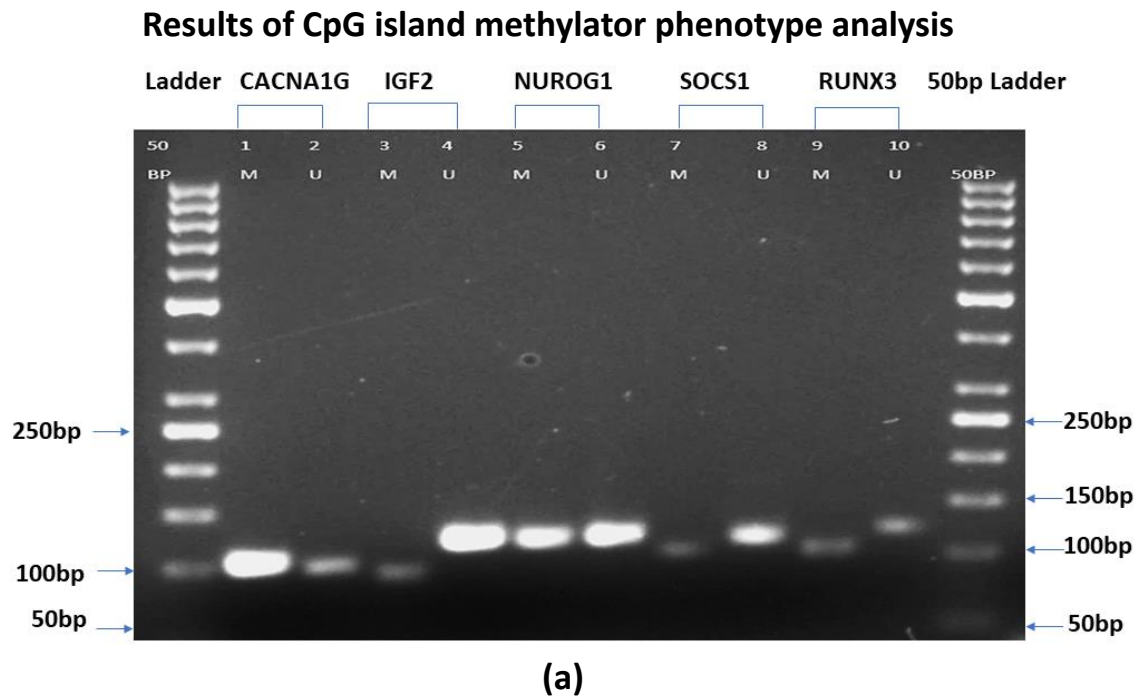 Results of CpG island methylator phenotype analysis
Ladder CACNA1G IGF2 NUROG1 SOCS1 RUNX3 50bp Ladder
50 1 2 3 4 5 6 7 8 9 10
BP M U M U M U M U M U 50BP
250bp 250bp
150bp
100bp 100bp
50bp 50bp
(a)